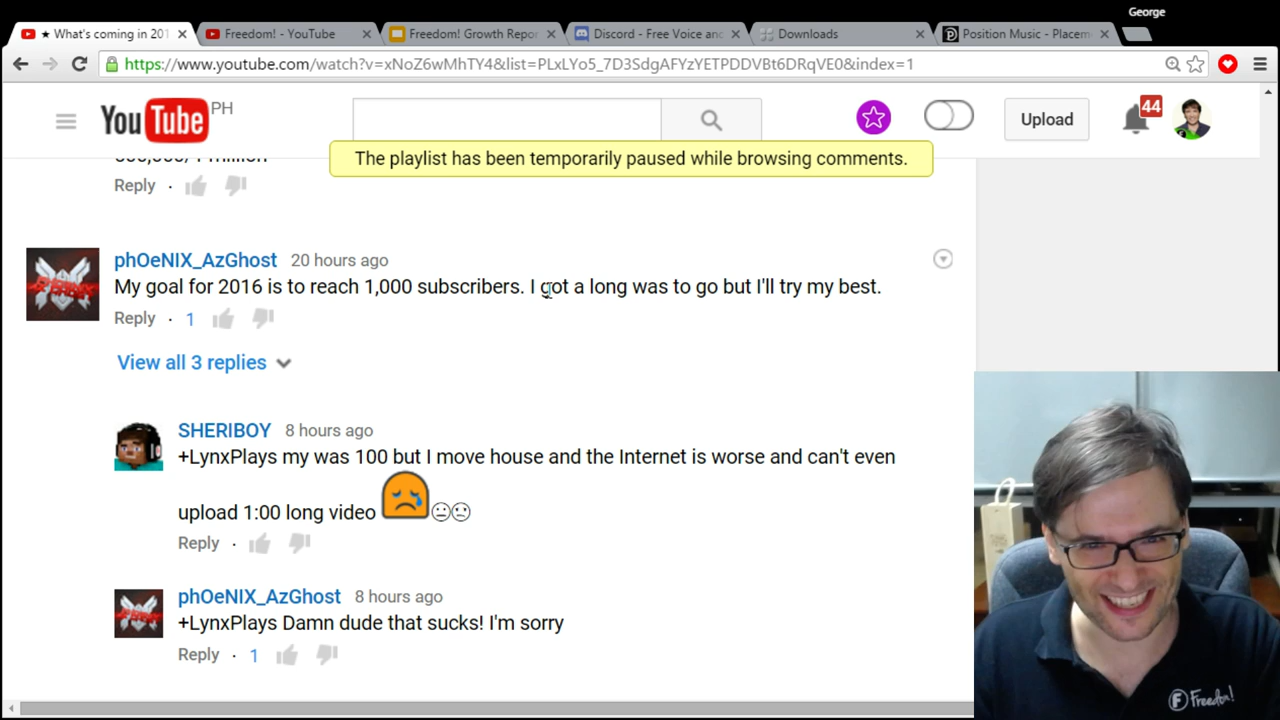 George
★ What's coming in 201
Freedom! - YouTube
Freedom! Growth Repor
Discord - Free Voice and
Downloads
Position Music - Placem
https://www.youtube.com/watch?v=xNoZ6wMhTY4&list=PLxLYo5_7D3SdgAFYzYETPDDVBt6DRqVE0&index=1
YouTube PH
Upload
44
The playlist has been temporarily paused while browsing comments.
Reply ·
phOeNIX_AzGhost 20 hours ago
My goal for 2016 is to reach 1,000 subscribers. I got a long was to go but I'll try my best.
Reply · 1
View all 3 replies
SHERIBOY 8 hours ago
+LynxPlays my was 100 but I move house and the Internet is worse and can't even
upload 1:00 long video
Reply ·
phOeNIX_AzGhost 8 hours ago
+LynxPlays Damn dude that sucks! I'm sorry
Reply · 1
F Freedom!